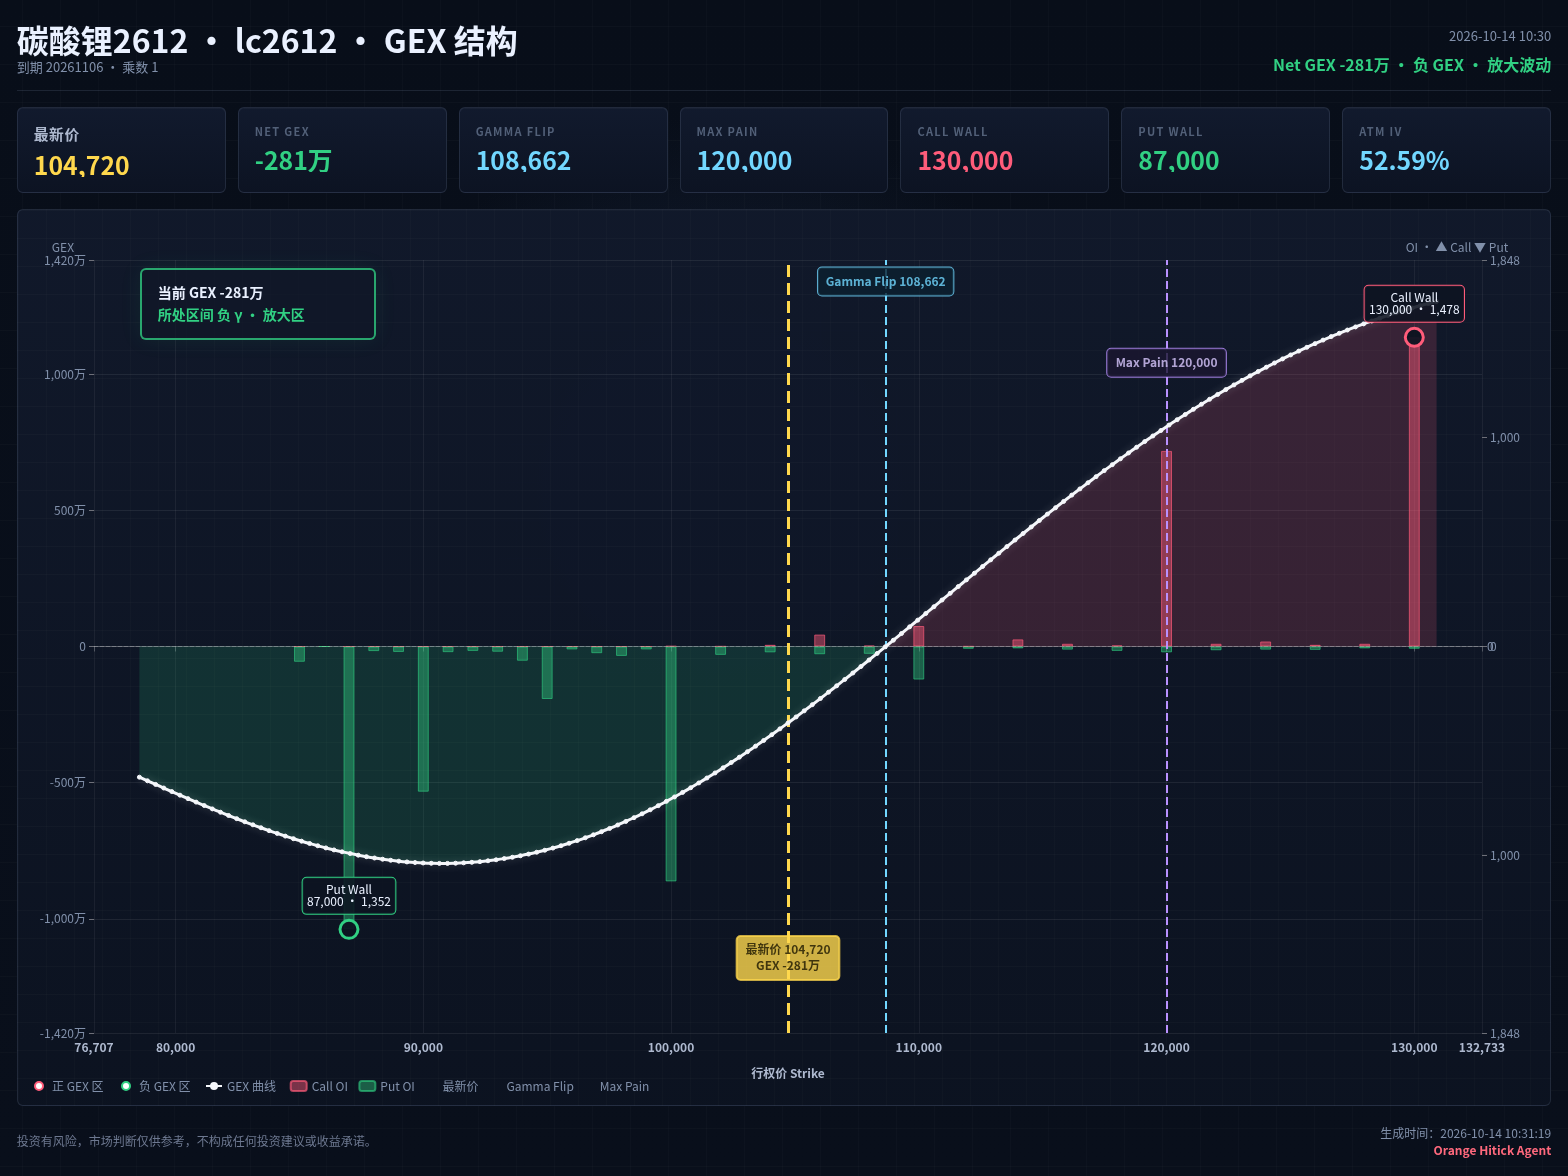 碳酸锂2612 · lc2612 · GEX 结构
到期 20261106 · 乘数 1
2026-10-14 10:30
Net GEX -281万 · 负 GEX · 放大波动
最新价
104,720
NET GEX
-281万
GAMMA FLIP
108,662
MAX PAIN
120,000
CALL WALL
130,000
PUT WALL
87,000
ATM IV
52.59%
GEX
OI · ▲ Call ▼ Put
1,420万
1,000万
500万
0
-500万
-1,000万
-1,420万
1,848
1,000
0
1,000
1,848
当前 GEX -281万
所处区间 负 γ · 放大区
Gamma Flip 108,662
Max Pain 120,000
Call Wall
130,000 · 1,478
Put Wall
87,000 · 1,352
最新价 104,720
GEX -281万
76,707
80,000
90,000
100,000
110,000
120,000
130,000
132,733
行权价 Strike
正 GEX 区
负 GEX 区
GEX 曲线
Call OI
Put OI
最新价
Gamma Flip
Max Pain
投资有风险，市场判断仅供参考，不构成任何投资建议或收益承诺。
生成时间：2026-10-14 10:31:19
Orange Hitick Agent